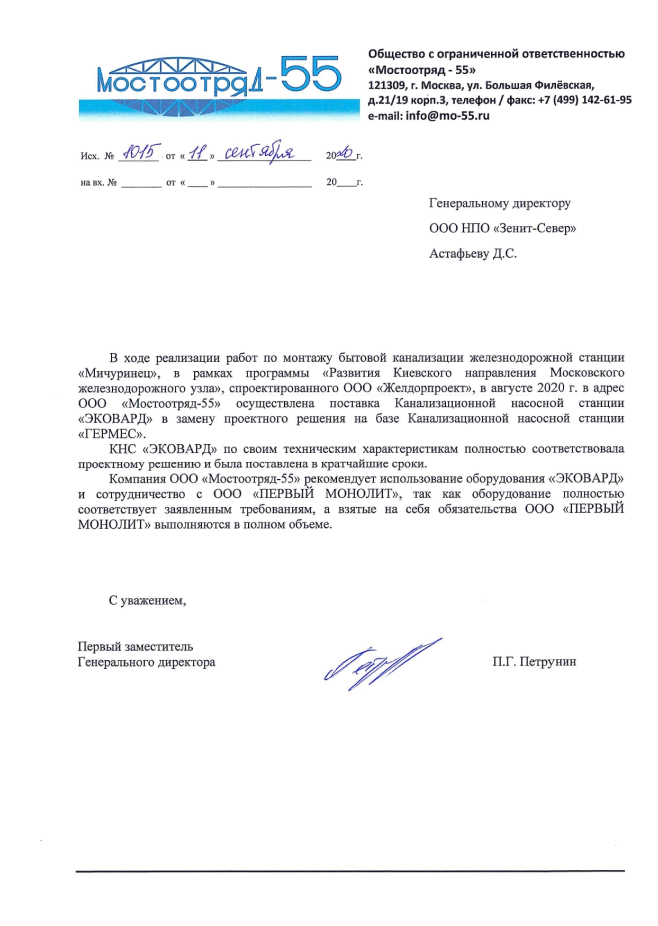 Мостоотряд-55
Общество с ограниченной ответственностью
«Мостоотряд - 55»
121309, г. Москва, ул. Большая Филёвская,
д.21/19 корп.3, телефон / факс: +7 (499) 142-61-95
e-mail: info@mo-55.ru
Исх. № 1015 от « 11 » сентября 2020 г.
на вх. № ________ от « ____ » __________________ 20____г.
Генеральному директору
ООО НПО «Зенит-Север»
Астафьеву Д.С.
В ходе реализации работ по монтажу бытовой канализации железнодорожной станции
«Мичуринец», в рамках программы «Развития Киевского направления Московского
железнодорожного узла», спроектированного ООО «Желдорпроект», в августе 2020 г. в адрес
ООО «Мостоотряд-55» осуществлена поставка Канализационной насосной станции
«ЭКОВАРД» в замену проектного решения на базе Канализационной насосной станции
«ГЕРМЕС».
КНС «ЭКОВАРД» по своим техническим характеристикам полностью соответствовала
проектному решению и была поставлена в кратчайшие сроки.
Компания ООО «Мостоотряд-55» рекомендует использование оборудования «ЭКОВАРД»
и сотрудничество с ООО «ПЕРВЫЙ МОНОЛИТ», так как оборудование полностью
соответствует заявленным требованиям, а взятые на себя обязательства ООО «ПЕРВЫЙ
МОНОЛИТ» выполняются в полном объеме.
С уважением,
Первый заместитель
Генерального директора
П.Г. Петрунин